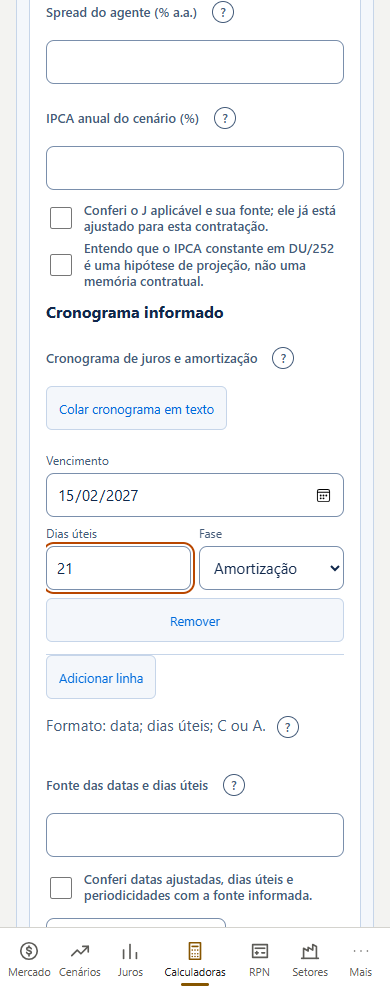 Spread do agente (% a.a.) ?
IPCA anual do cenário (%) ?
Conferi o J aplicável e sua fonte; ele já está
ajustado para esta contratação.
Entendo que o IPCA constante em DU/252
é uma hipótese de projeção, não uma
memória contratual.
Cronograma informado
Cronograma de juros e amortização ?
Colar cronograma em texto
Vencimento
15/02/2027
Dias úteis Fase
21 Amortização
Remover
Adicionar linha
Formato: data; dias úteis; C ou A. ?
Fonte das datas e dias úteis ?
Conferi datas ajustadas, dias úteis e
periodicidades com a fonte informada.
Mercado Cenários Juros Calculadoras RPN Setores Mais